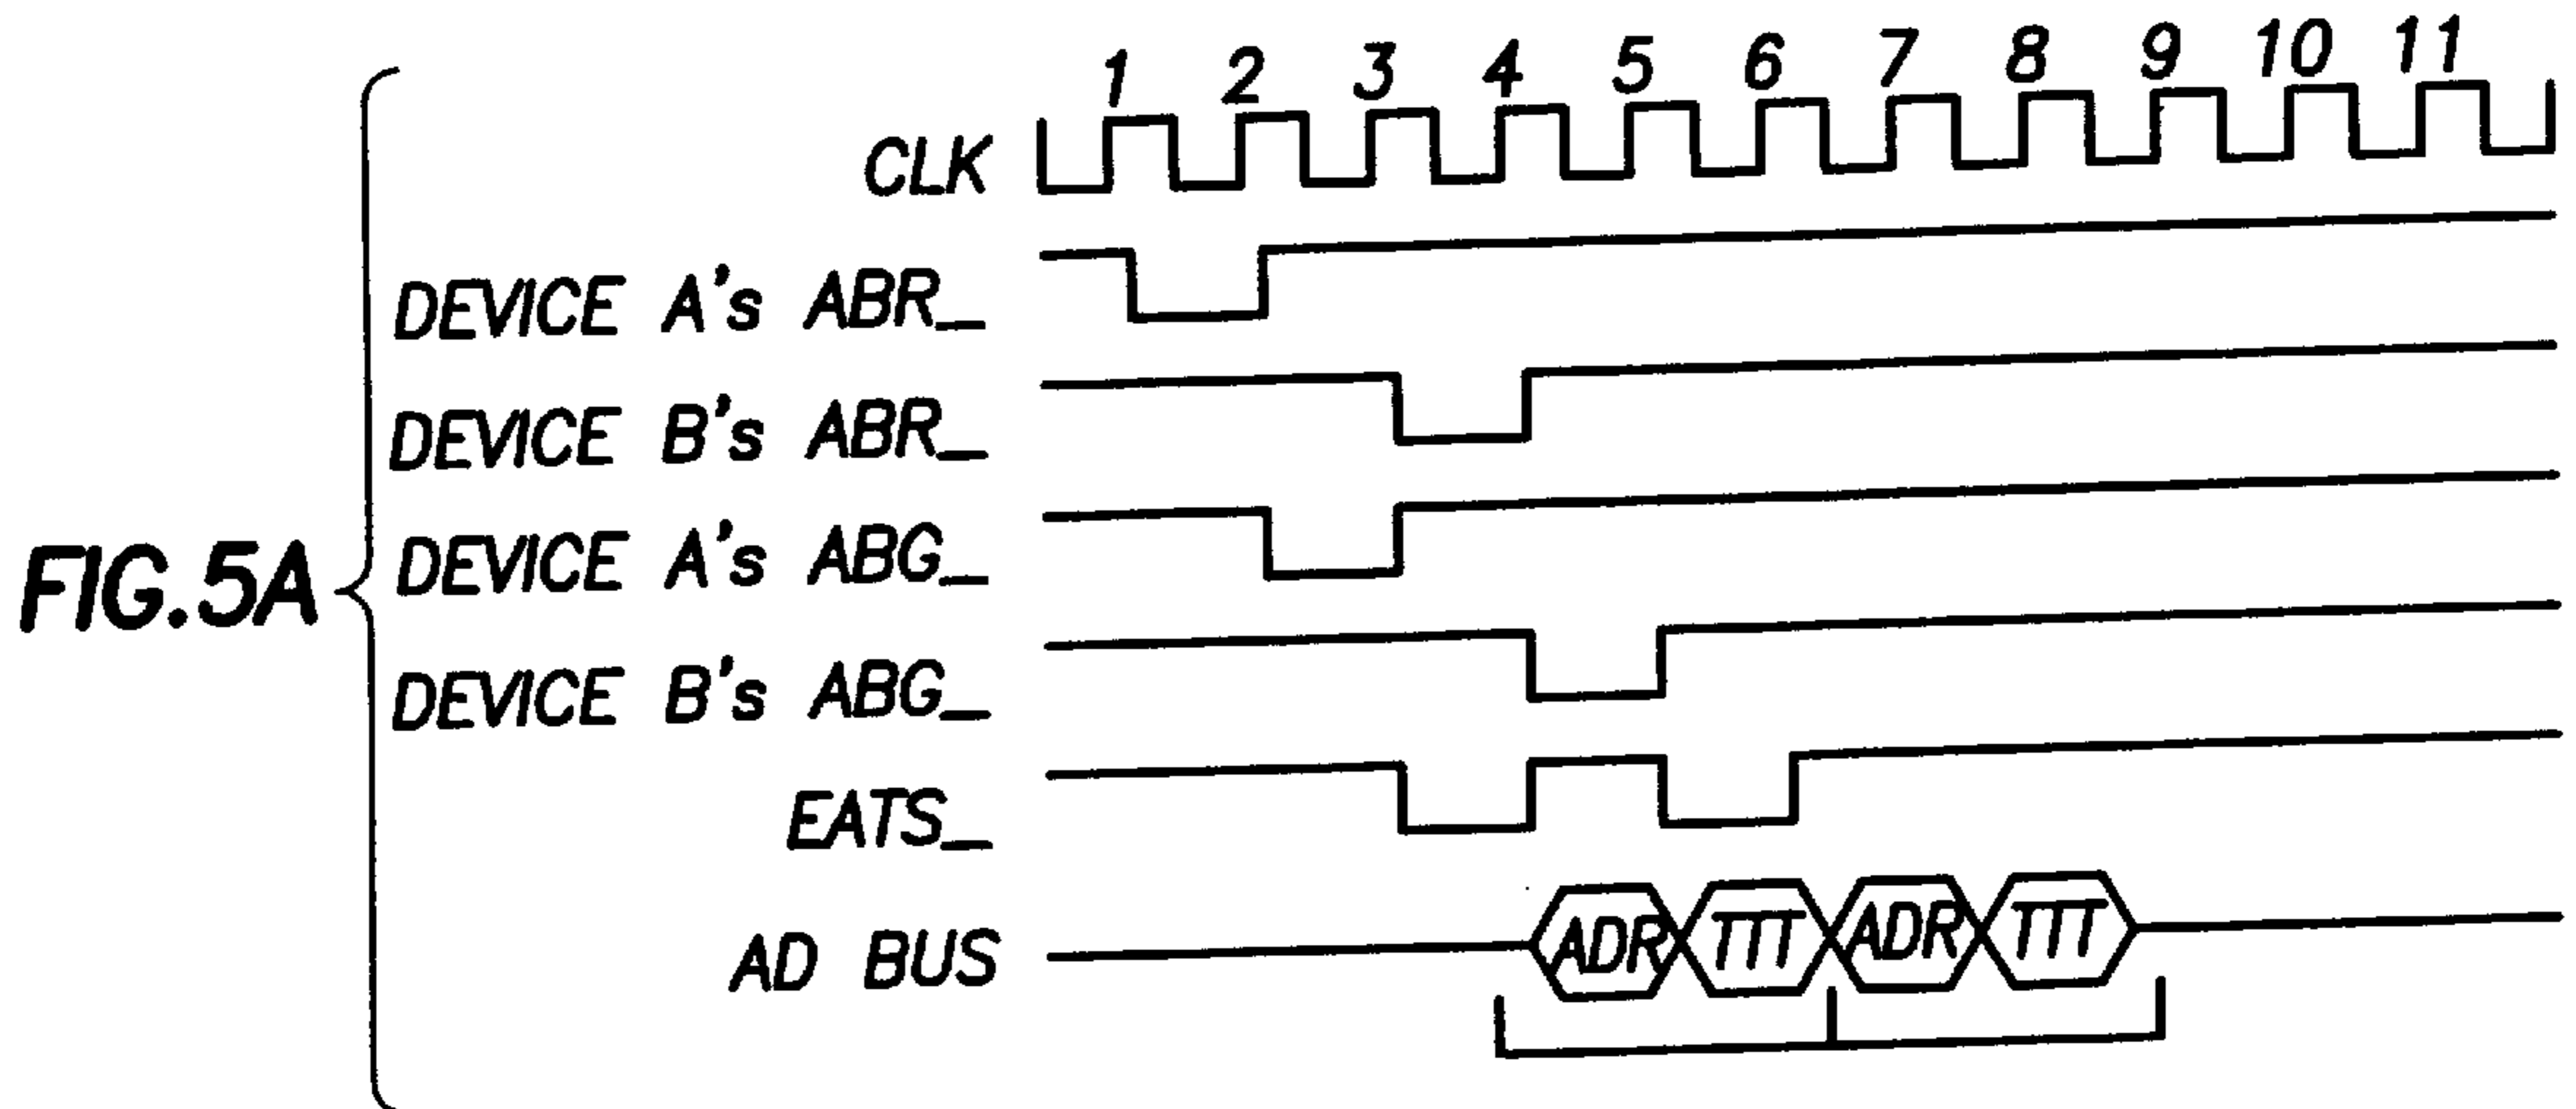 1 2 3 4 5 6 7 8 9 10 11
CLK
DEVICE A's ABR_
DEVICE B's ABR_
DEVICE A's ABG_
FIG.5A
DEVICE B's ABG_
EATS_
AD BUS ADR TTT ADR TTT